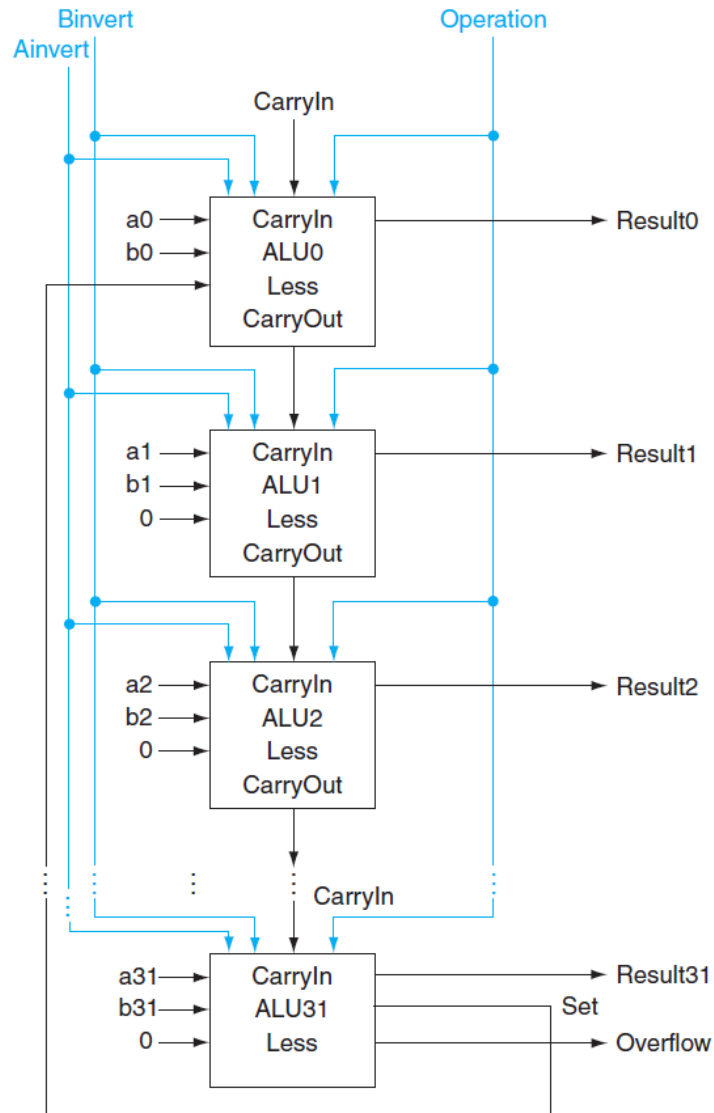 Binvert
Operation
Ainvert
CarryIn
a0
CarryIn
Result0
b0
ALU0
Less
CarryOut
a1
CarryIn
Result1
b1
ALU1
0
Less
CarryOut
a2
CarryIn
Result2
b2
ALU2
0
Less
CarryOut
CarryIn
a31
CarryIn
Result31
b31
ALU31
Set
0
Less
Overflow